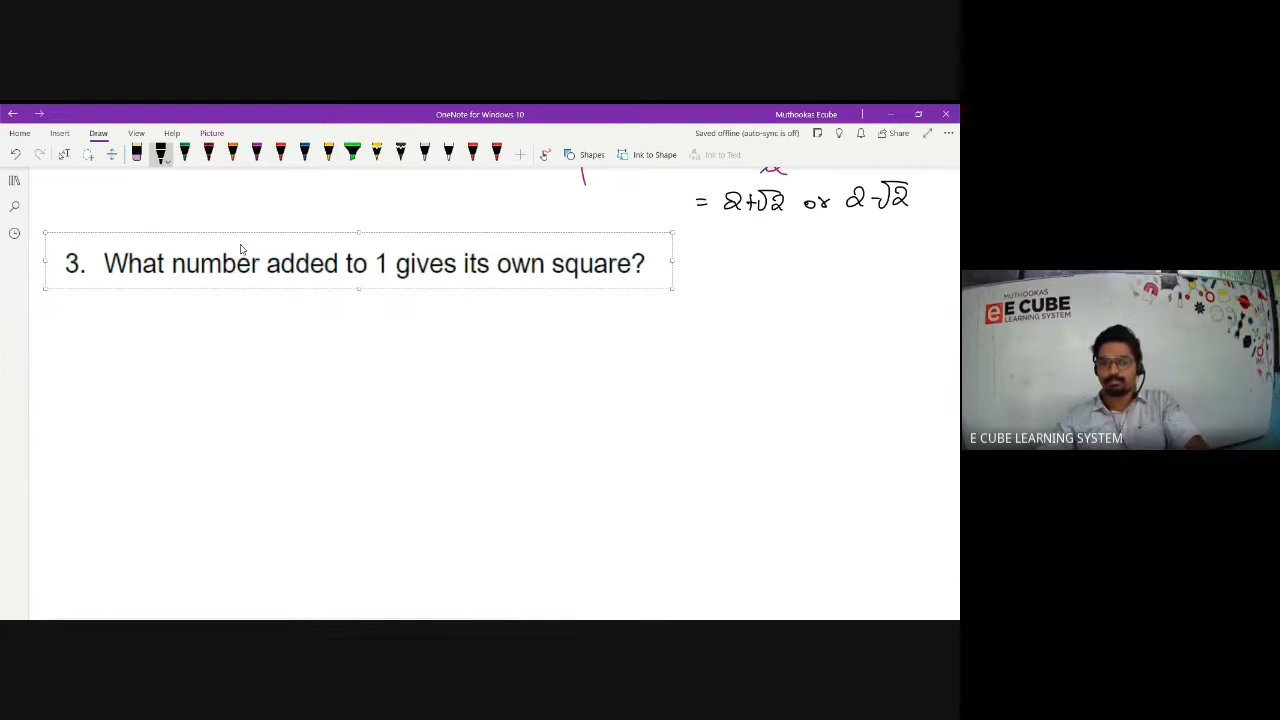 OneNote for Windows 10
Muthookas Ecube
Home Insert Draw View Help Picture
Saved offline (auto-sync is off) Share
Shapes Ink to Shape Ink to Text
= 2+√2 or 2-√2
3. What number added to 1 gives its own square?
MUTHOOKAS
e E CUBE
LEARNING SYSTEM
E CUBE LEARNING SYSTEM